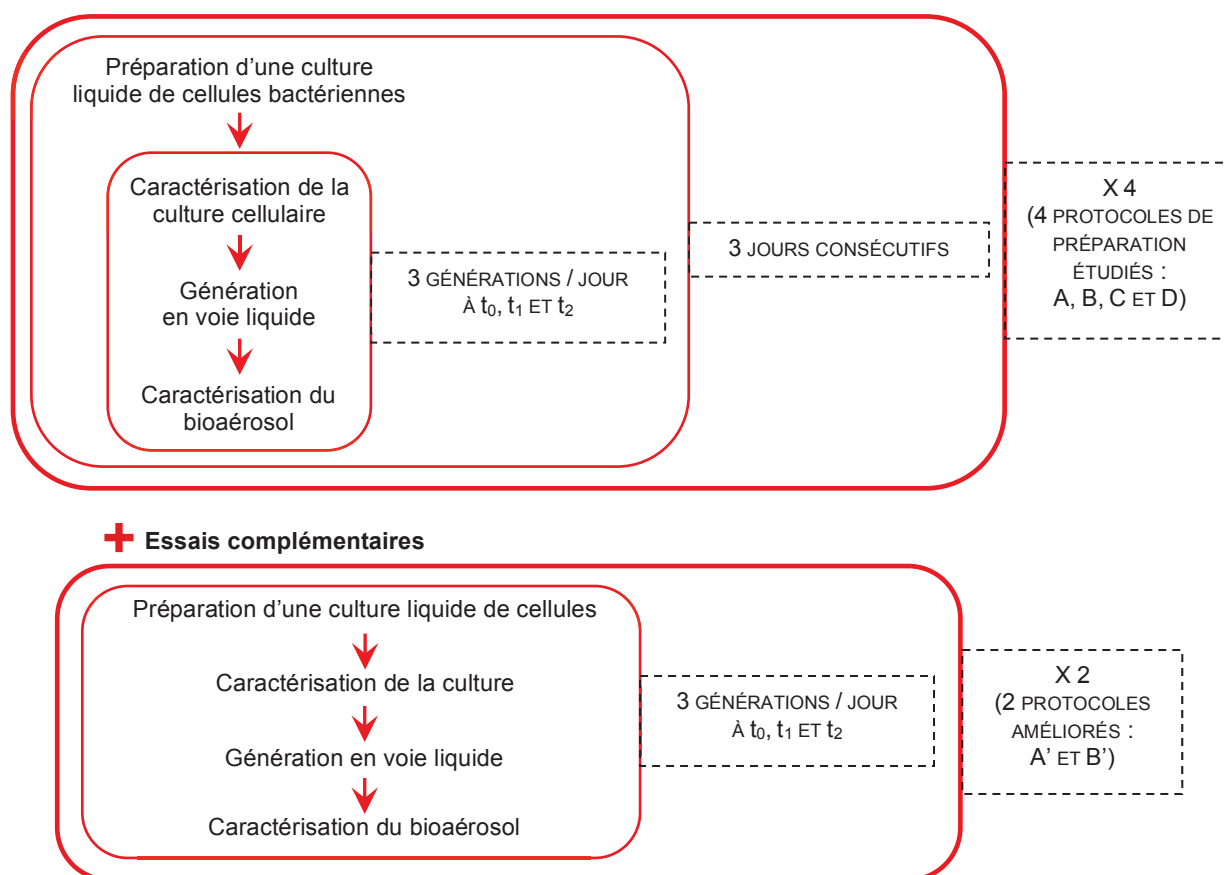 Préparation d'une culture
liquide de cellules bactériennes
Caractérisation de la
culture cellulaire
Génération
en voie liquide
Caractérisation du
bioaérosol
3 GÉNÉRATIONS / JOUR
À t0, t1 ET t2
3 JOURS CONSÉCUTIFS
X 4
(4 PROTOCOLES DE
PRÉPARATION
ÉTUDIÉS :
A, B, C ET D)
+ Essais complémentaires
Préparation d'une culture liquide de cellules
Caractérisation de la culture
Génération en voie liquide
Caractérisation du bioaérosol
3 GÉNÉRATIONS / JOUR
À t0, t1 ET t2
X 2
(2 PROTOCOLES
AMÉLIORÉS :
A' ET B')